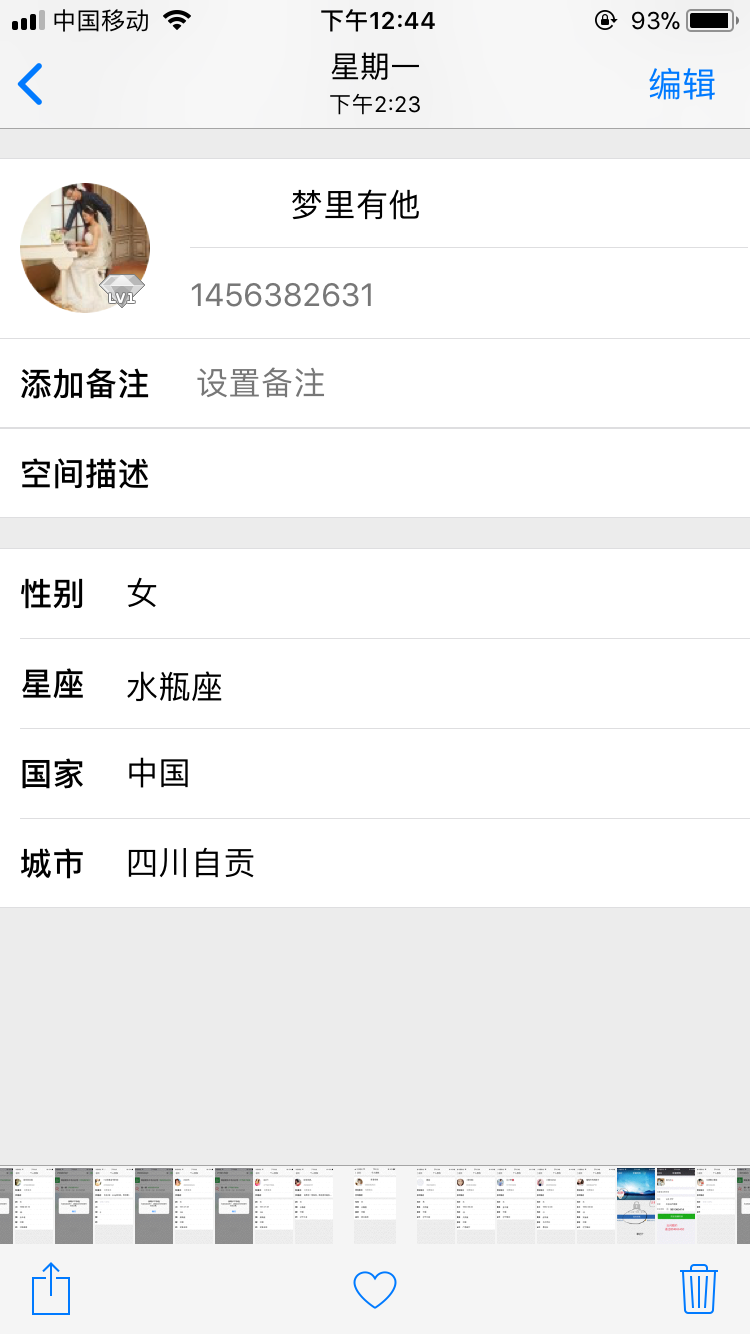 中国移动 下午12:44 93%
星期一
下午2:23
编辑
梦里有他
LV1
1456382631
添加备注 设置备注
空间描述
性别 女
星座 水瓶座
国家 中国
城市 四川自贡